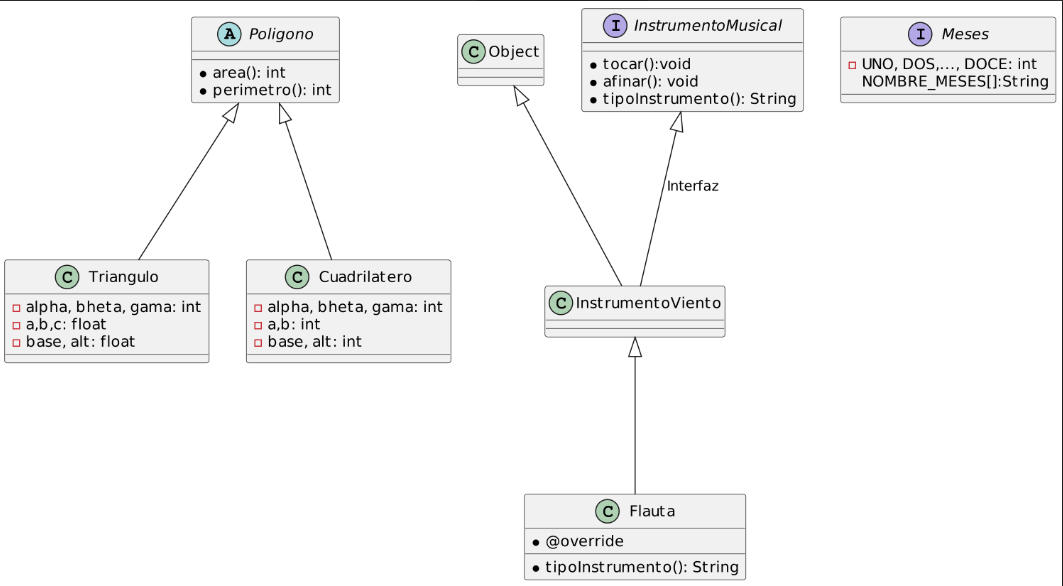 A Poligono
area(): int
perimetro(): int
C Object
I InstrumentoMusical
tocar():void
afinar(): void
tipoInstrumento(): String
I Meses
UNO, DOS,..., DOCE: int
NOMBRE_MESES[]:String
Interfaz
C Triangulo
alpha, bheta, gama: int
a,b,c: float
base, alt: float
C Cuadrilatero
alpha, bheta, gama: int
a,b: int
base, alt: int
C InstrumentoViento
C Flauta
@override
tipoInstrumento(): String